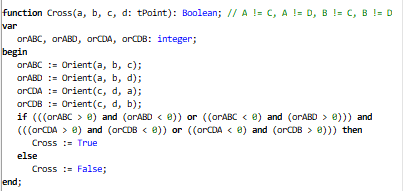 function Cross(a, b, c, d: tPoint): Boolean; // A != C, A != D, B != C, B != D
var
orABC, orABD, orCDA, orCDB: integer;
begin
orABC := Orient(a, b, c);
orABD := Orient(a, b, d);
orCDA := Orient(c, d, a);
orCDB := Orient(c, d, b);
if (((orABC > 0) and (orABD < 0)) or ((orABC < 0) and (orABD > 0))) and
(((orCDA > 0) and (orCDB < 0)) or ((orCDA < 0) and (orCDB > 0))) then
Cross := True
else
Cross := False;
end;